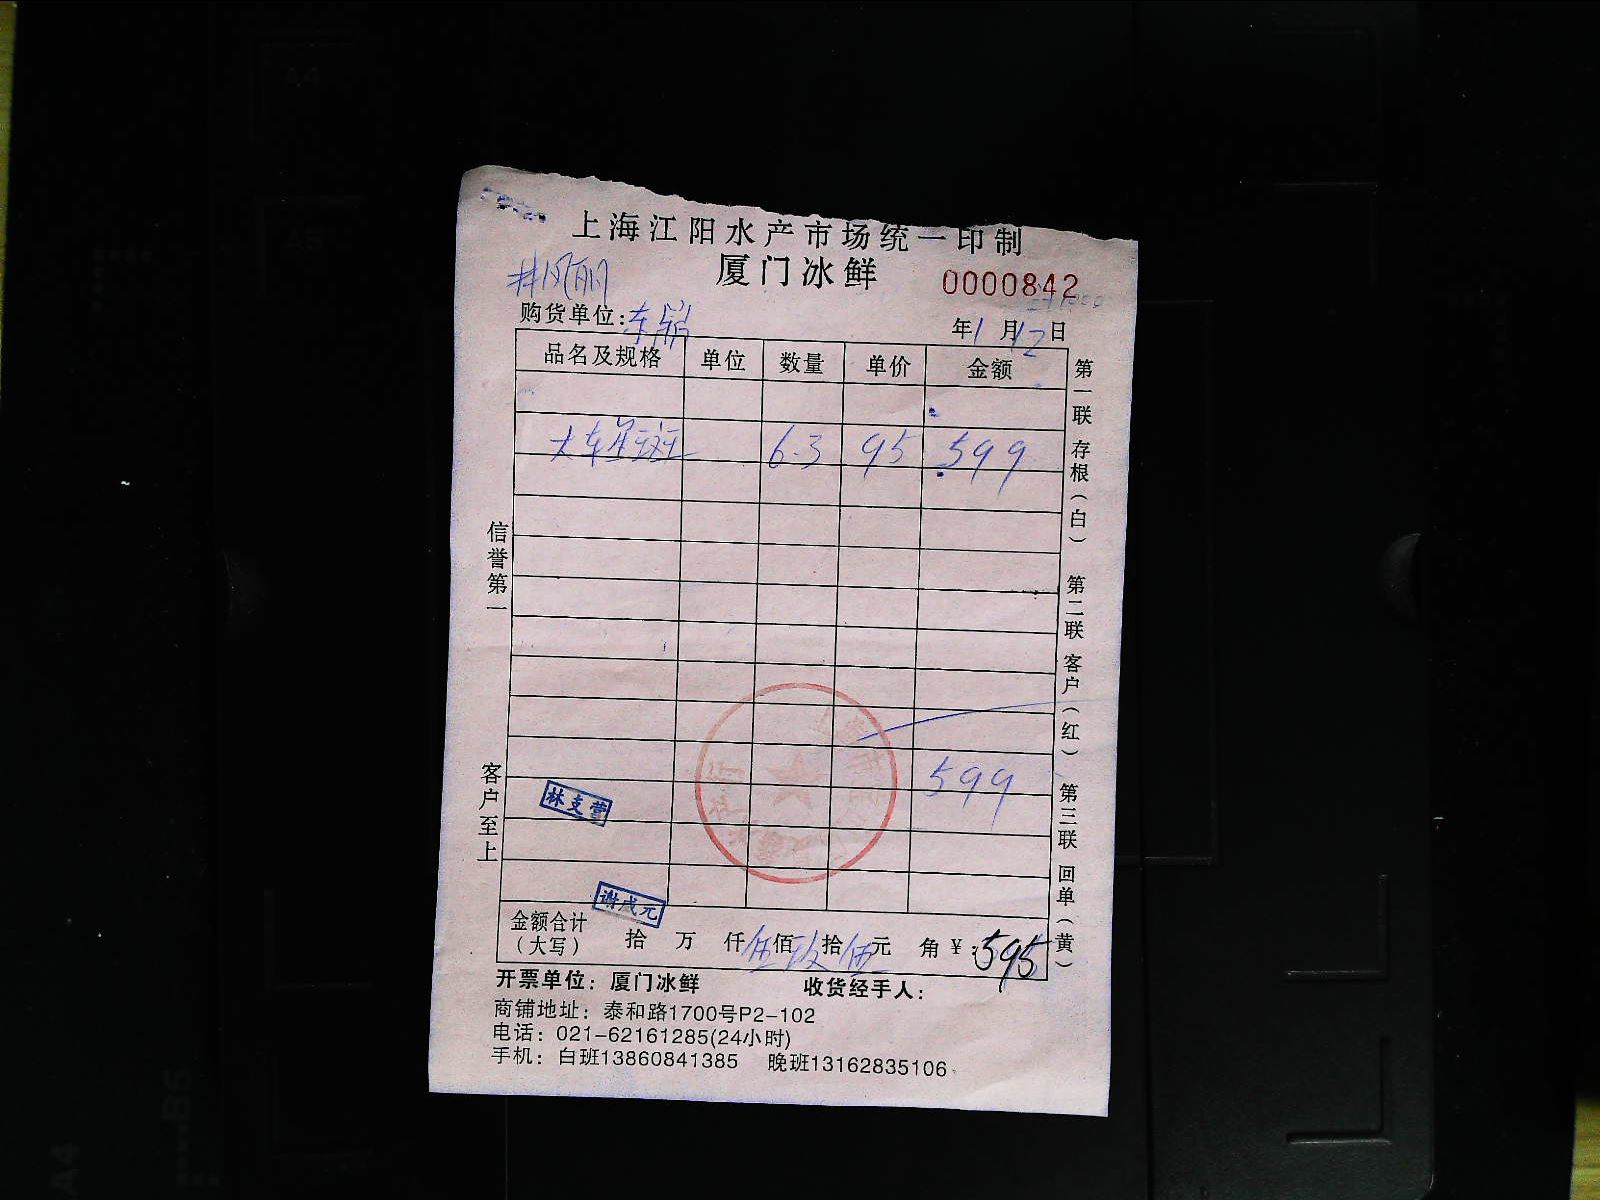 上海江阳水产市场统一印制
厦门冰鲜
0000842
购货单位:东
年1月12日
品名及规格 单位 数量 单价 金额
大东星斑 6.3 95 599
599
林支营
谢成元
金额合计(大写) 拾 万 仟伍佰玖拾伍元 角 ¥:595
开票单位:厦门冰鲜 收货经手人:
商铺地址:泰和路1700号P2-102
电话:021-62161285(24小时)
手机:白班13860841385 晚班13162835106
信誉第一
客户至上
第一联 存根(白) 第二联 客户(红) 第三联 回单(黄)